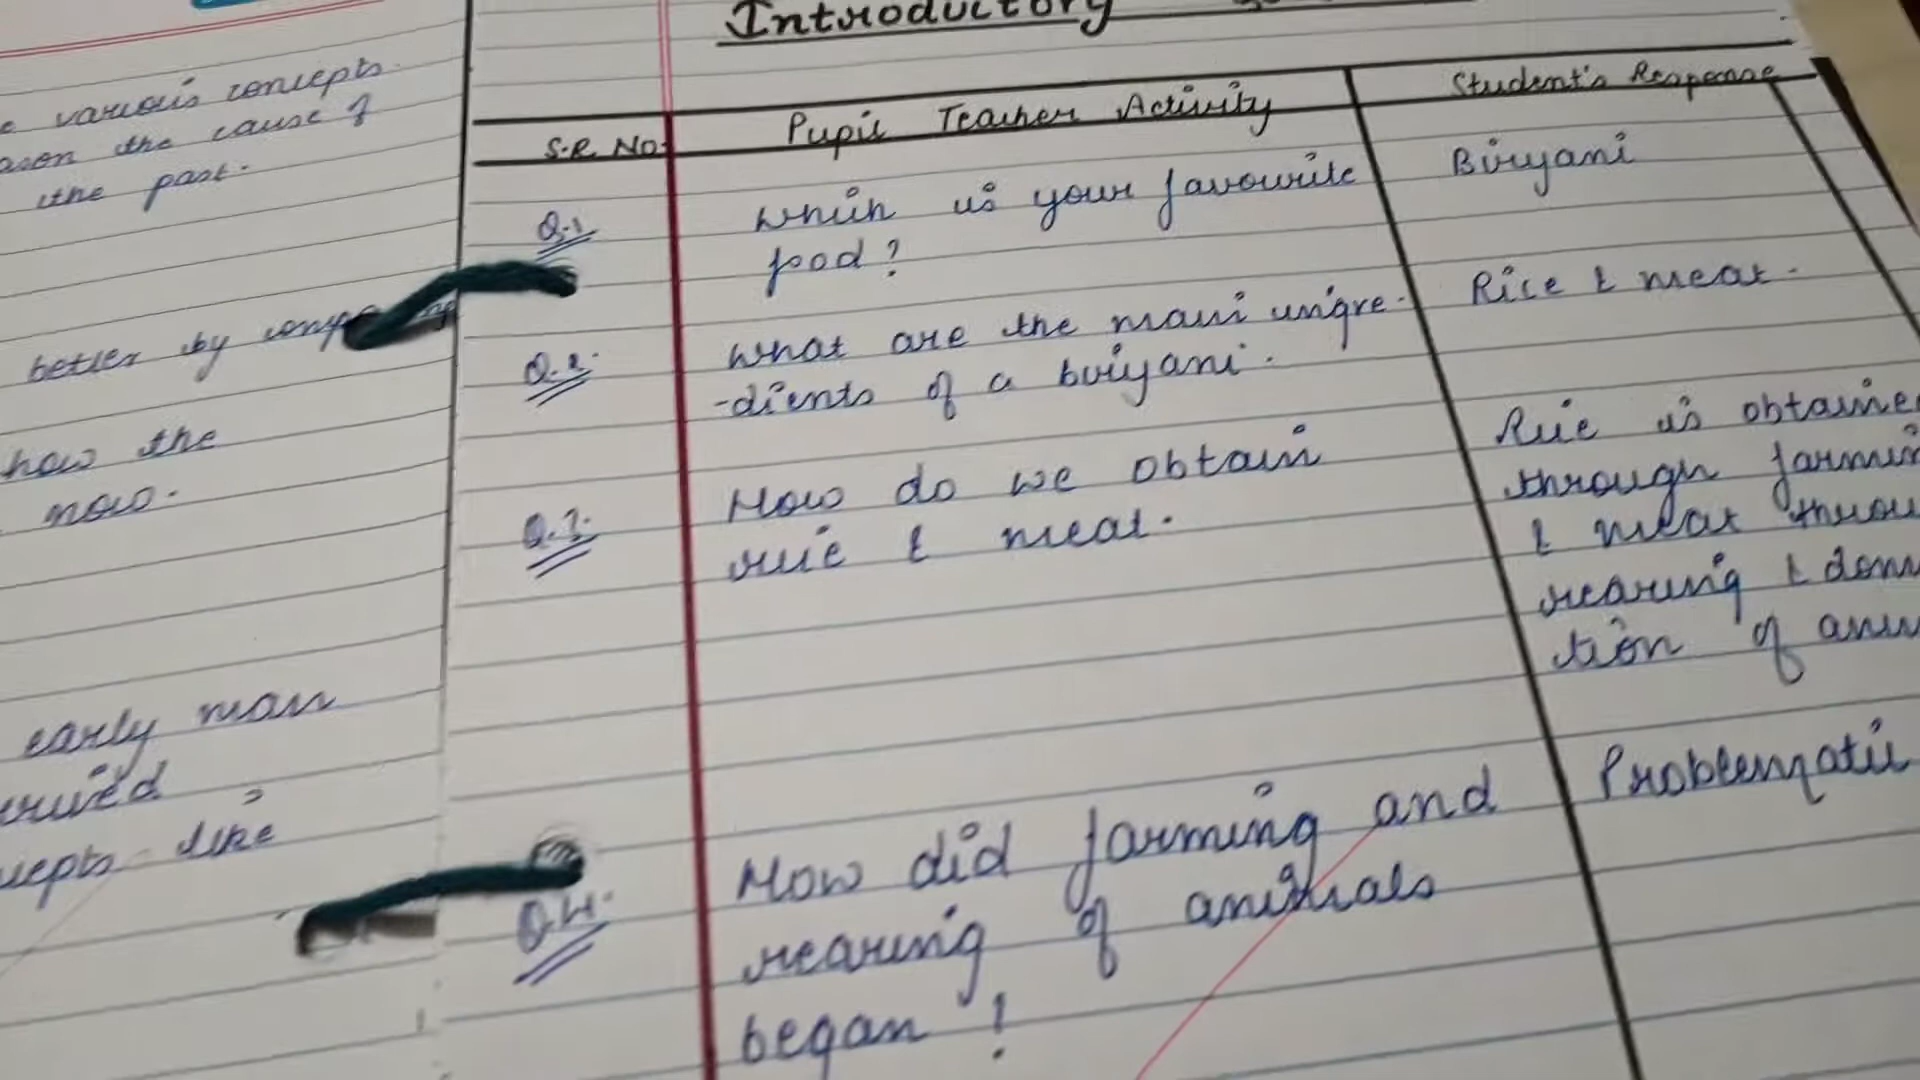 various concepts
the cause of
the past.
better by
how the
now.
early man
like
Introductory
S.R. No. Pupil Teacher Activity Student's Response
Q.1 Which is your favourite Biryani
food?
Q.2. What are the main ingre- Rice & meat.
-dients of a biryani.
Q.3. How do we obtain Rice is obtained
rice & meat. through farming
& meat
rearing &
tion of
Q.4. How did farming and Problematic
rearing of animals
began?